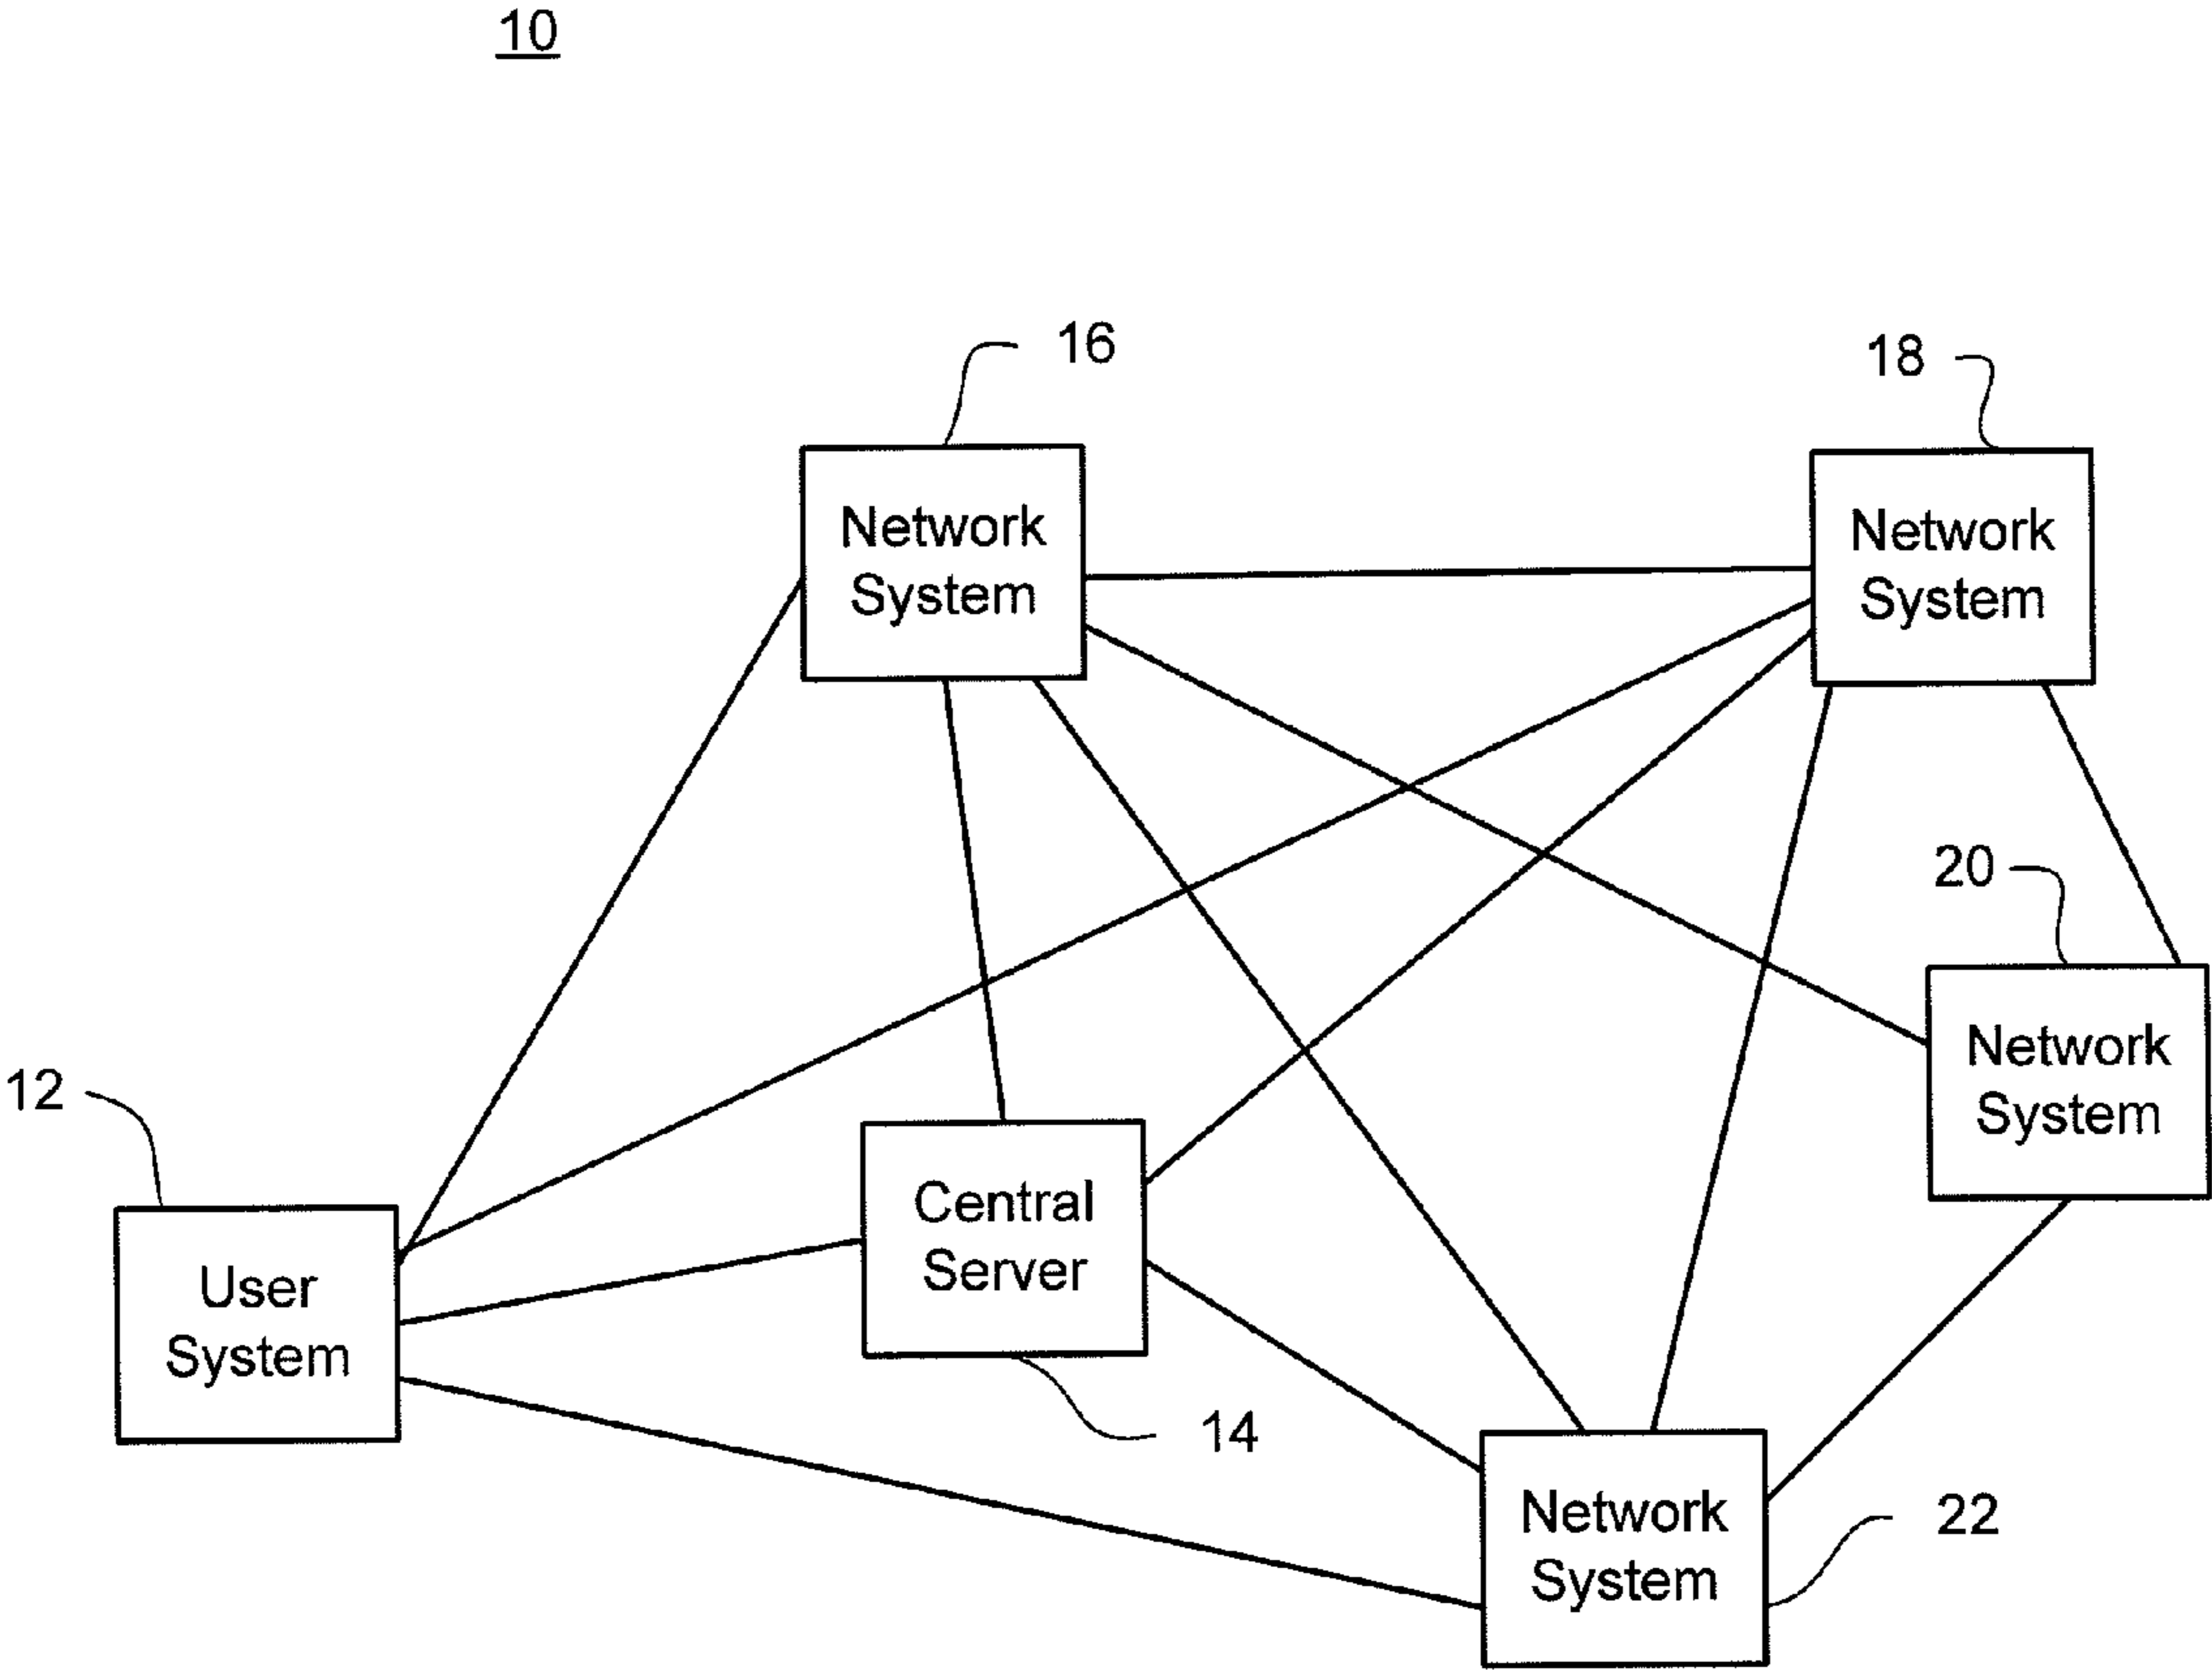 10
16
18
Network
System
Network
System
20
Network
System
12
Central
Server
User
System
14
22
Network
System